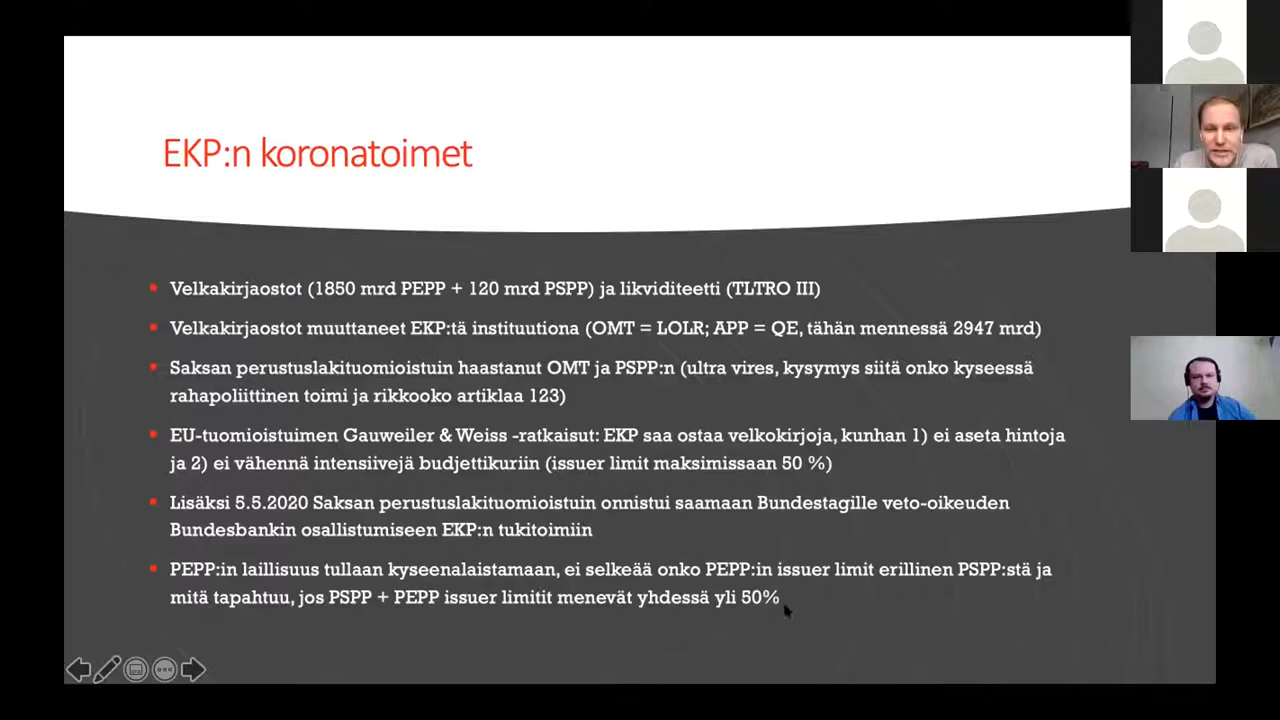 EKP:n koronatoimet
Velkakirjaostot (1850 mrd PEPP + 120 mrd PSPP) ja likviditeetti (TLTRO III)
Velkakirjaostot muuttaneet EKP:tä instituutiona (OMT = LOLR; APP = QE, tähän mennessä 2947 mrd)
Saksan perustuslakituomioistuin haastanut OMT ja PSPP:n (ultra vires, kysymys siitä onko kyseessä
rahapoliittinen toimi ja rikkooko artiklaa 123)
EU-tuomioistuimen Gauweiler & Weiss -ratkaisut: EKP saa ostaa velkokirjoja, kunhan 1) ei aseta hintoja
ja 2) ei vähennä intensiivejä budjettikuriin (issuer limit maksimissaan 50 %)
Lisäksi 5.5.2020 Saksan perustuslakituomioistuin onnistui saamaan Bundestagille veto-oikeuden
Bundesbankin osallistumiseen EKP:n tukitoimiin
PEPP:in laillisuus tullaan kyseenalaistamaan, ei selkeää onko PEPP:in issuer limit erillinen PSPP:stä ja
mitä tapahtuu, jos PSPP + PEPP issuer limitit menevät yhdessä yli 50%